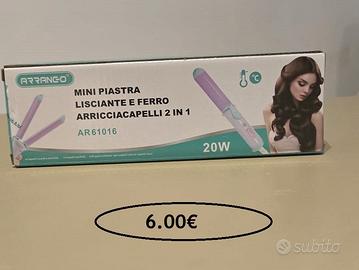 ARRANGO
MINI PIASTRA
LISCIANTE E FERRO
ARRICCIACAPELLI 2 IN 1
AR61016
°C
20W
6.00€
subito